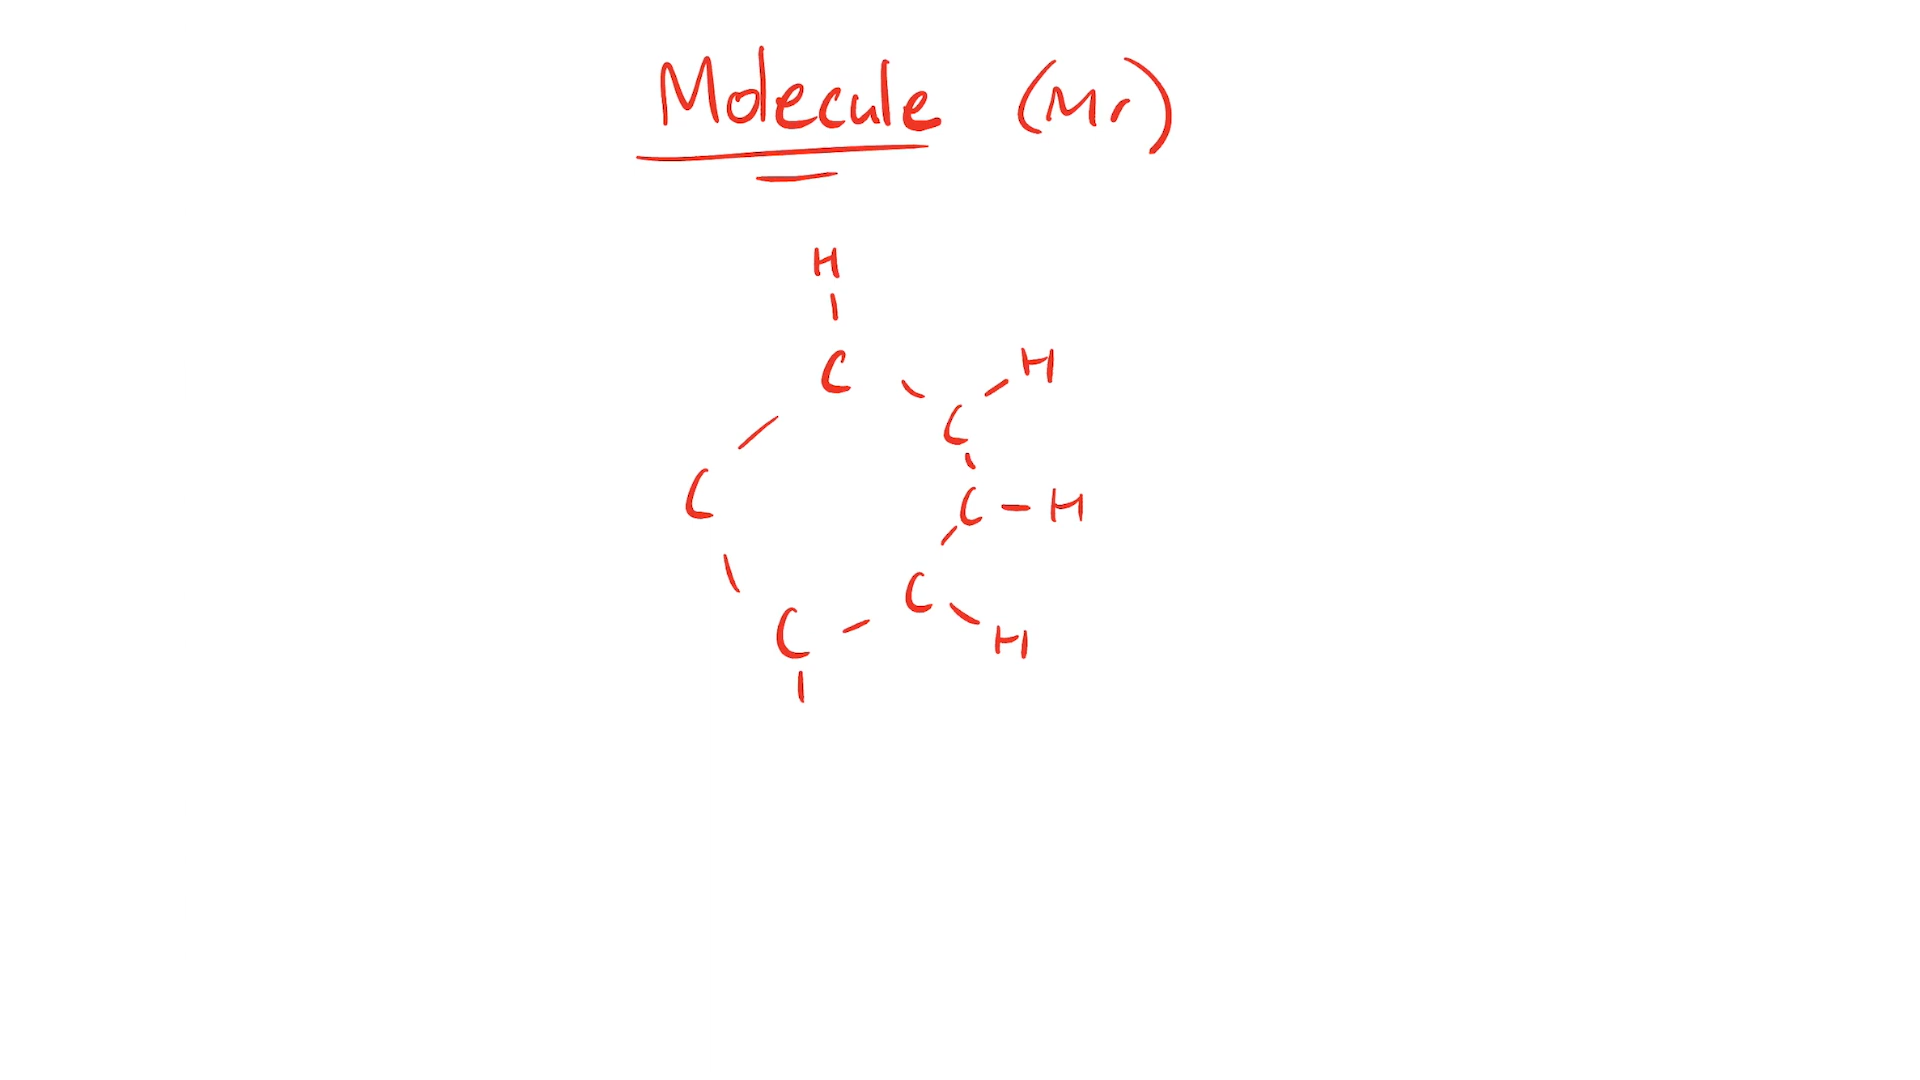 Molecule (Mr)
H
C H
C
C C - H
C
C H